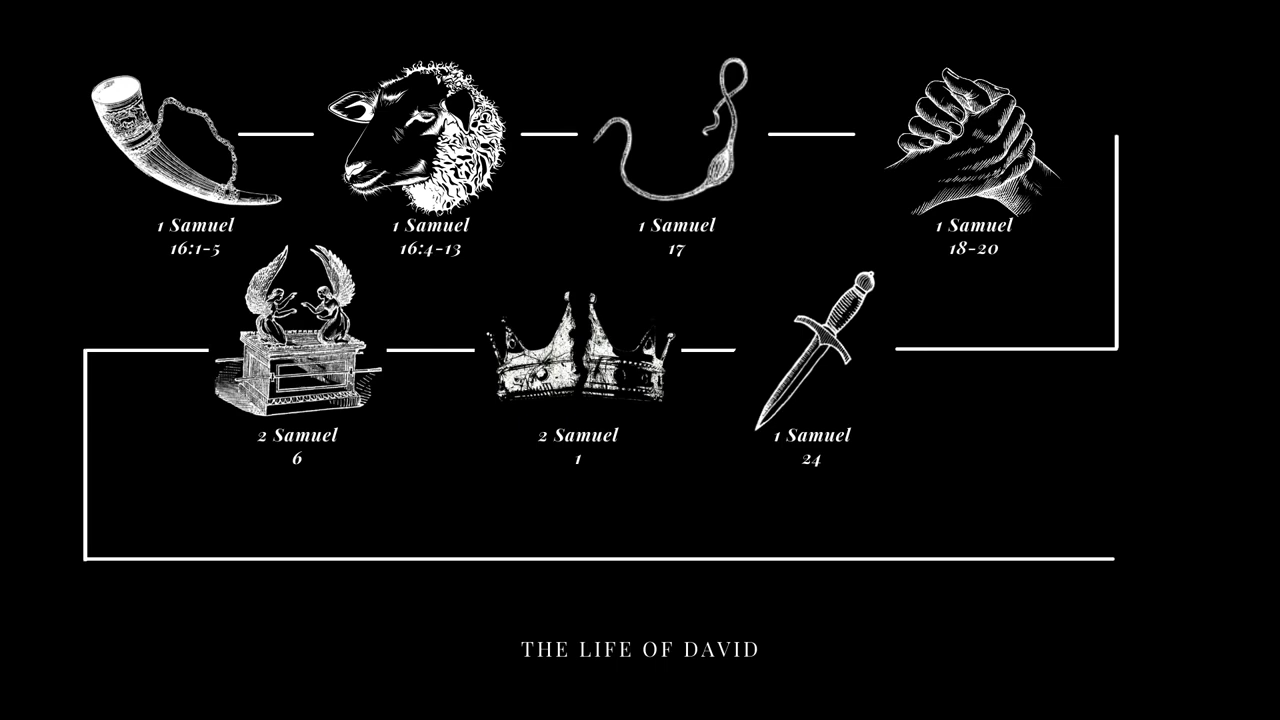 1 Samuel
16:1-5
1 Samuel
16:4-13
1 Samuel
17
1 Samuel
18-20
2 Samuel
6
2 Samuel
1
1 Samuel
24
THE LIFE OF DAVID